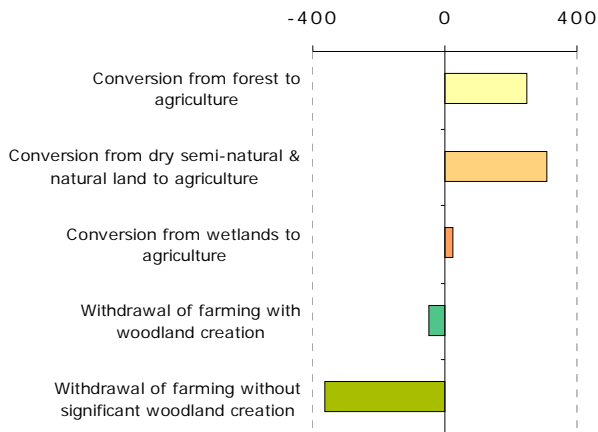 -400 0 400
Conversion from forest to
agriculture
Conversion from dry semi-natural &
natural land to agriculture
Conversion from wetlands to
agriculture
Withdrawal of farming with
woodland creation
Withdrawal of farming without
significant woodland creation